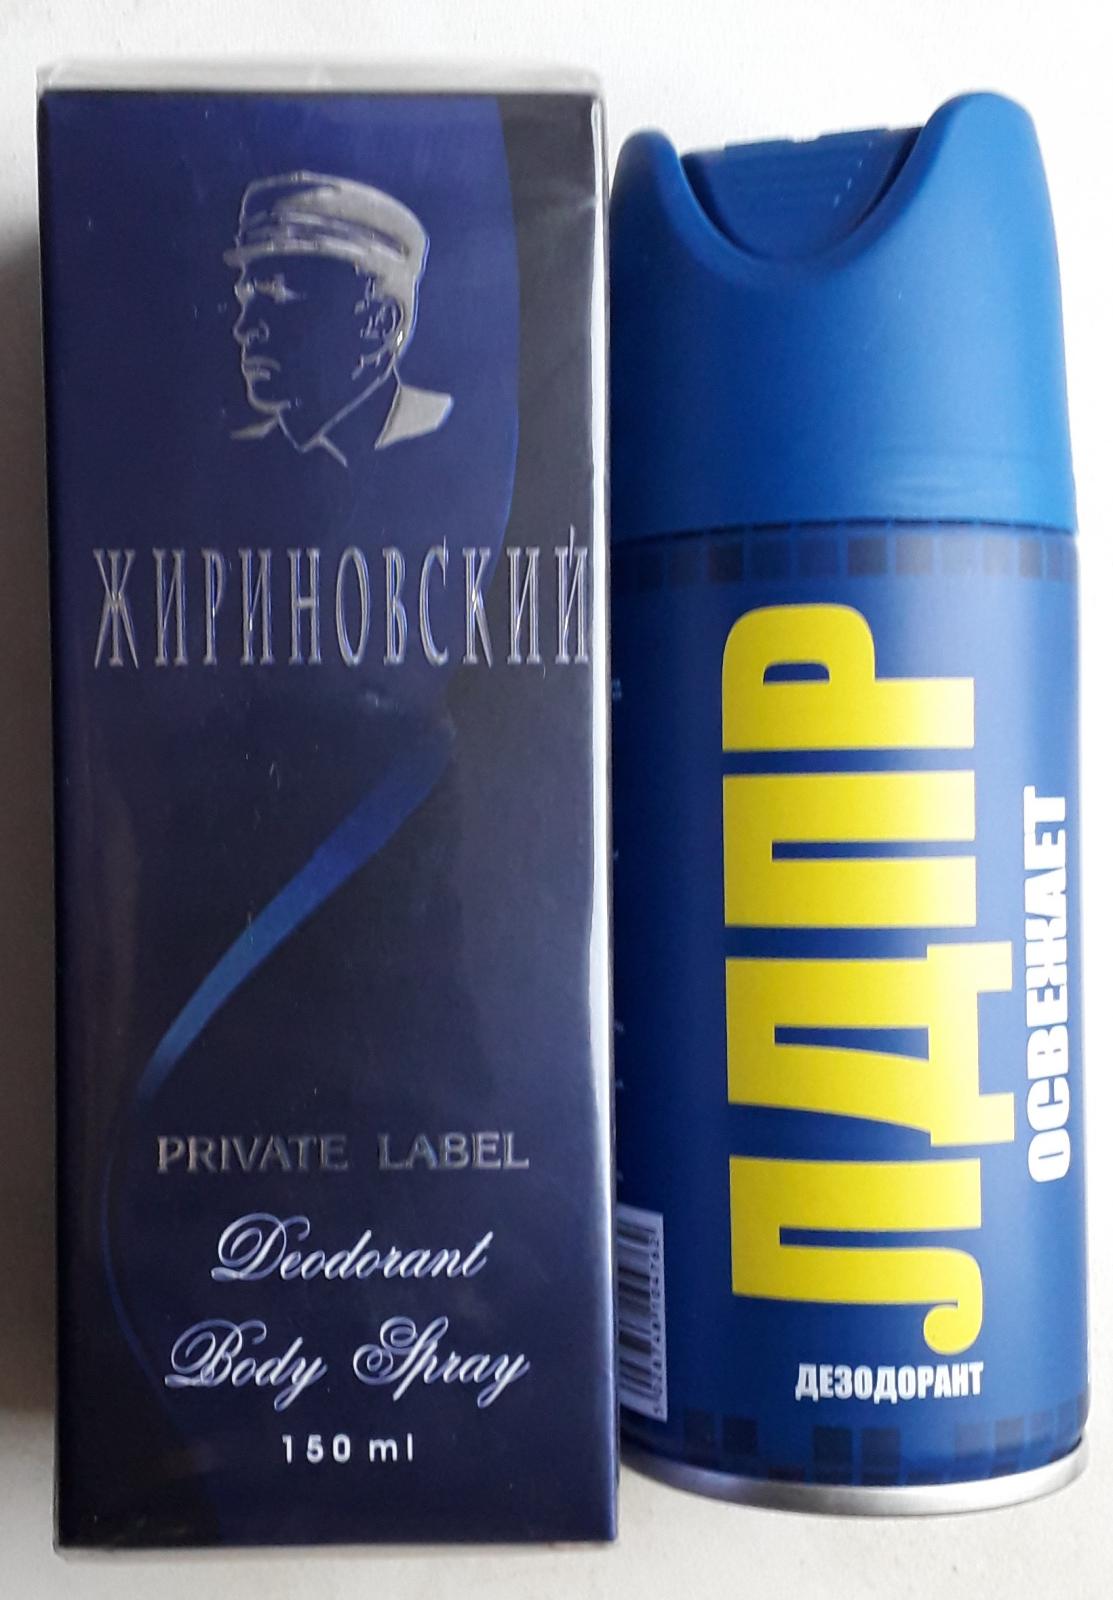 ЖИРИНОВСКИЙ
PRIVATE LABEL
Deodorant
Body Spray
150 ml
ЛДПР
ОСВЕЖАЕТ
ДЕЗОДОРАНТ